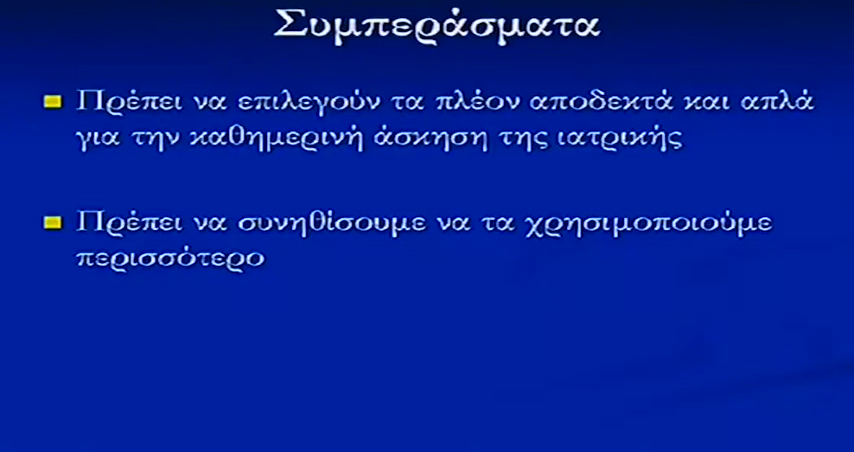 Συμπεράσματα
Πρέπει να επιλεγούν τα πλέον αποδεκτά και απλά
για την καθημερινή άσκηση της ιατρικής
Πρέπει να συνηθίσουμε να τα χρησιμοποιούμε
περισσότερο